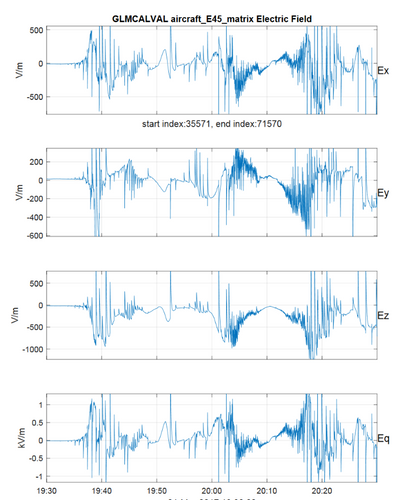 GLMCALVAL aircraft_E45_matrix Electric Field
500
0
-500
V/m
Ex
start index:35571, end index:71570
200
0
-200
-400
-600
V/m
Ey
500
0
-500
-1000
V/m
Ez
1
0.5
0
-0.5
-1
kV/m
Eq
19:30 19:40 19:50 20:00 20:10 20:20